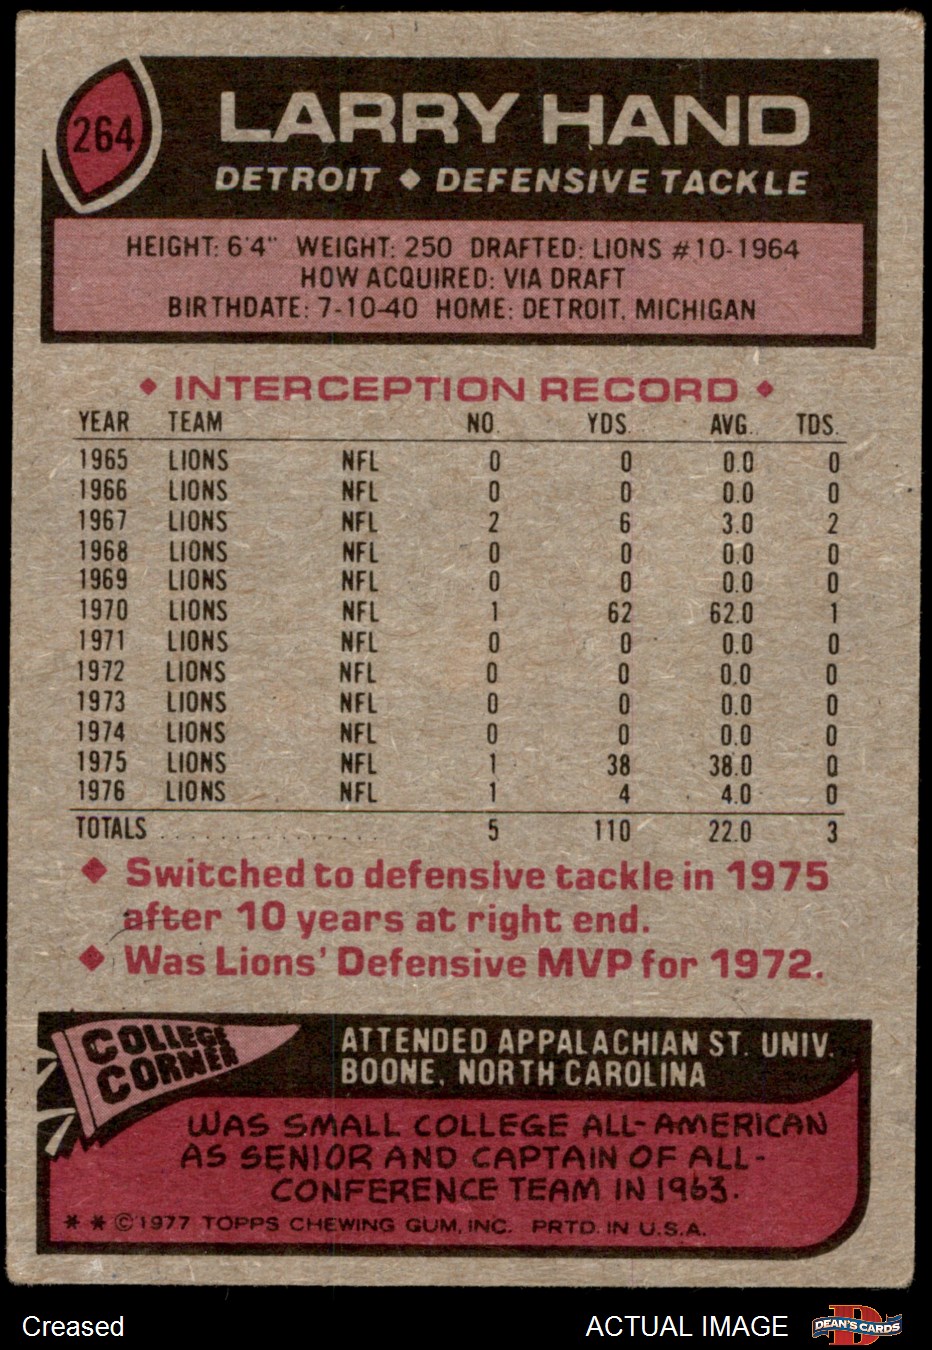 264
LARRY HAND
DETROIT ◆ DEFENSIVE TACKLE
HEIGHT: 6'4" WEIGHT: 250 DRAFTED: LIONS #10-1964
HOW ACQUIRED: VIA DRAFT
BIRTHDATE: 7-10-40 HOME: DETROIT, MICHIGAN
◆ INTERCEPTION RECORD ◆
YEAR TEAM NO. YDS. AVG. TDS.
1965 LIONS NFL 0 0 0.0 0
1966 LIONS NFL 0 0 0.0 0
1967 LIONS NFL 2 6 3.0 2
1968 LIONS NFL 0 0 0.0 0
1969 LIONS NFL 0 0 0.0 0
1970 LIONS NFL 1 62 62.0 1
1971 LIONS NFL 0 0 0.0 0
1972 LIONS NFL 0 0 0.0 0
1973 LIONS NFL 0 0 0.0 0
1974 LIONS NFL 0 0 0.0 0
1975 LIONS NFL 1 38 38.0 0
1976 LIONS NFL 1 4 4.0 0
TOTALS . . . . . . . . . . . . . . . . 5 110 22.0 3
◆ Switched to defensive tackle in 1975
after 10 years at right end.
◆ Was Lions' Defensive MVP for 1972.
COLLEGE
CORNER
ATTENDED APPALACHIAN ST. UNIV.
BOONE, NORTH CAROLINA
WAS SMALL COLLEGE ALL-AMERICAN
AS SENIOR AND CAPTAIN OF ALL-
CONFERENCE TEAM IN 1963.
* * © 1977 TOPPS CHEWING GUM, INC. PRTD. IN U.S.A.
Creased
ACTUAL IMAGE
D
DEAN'S CARDS